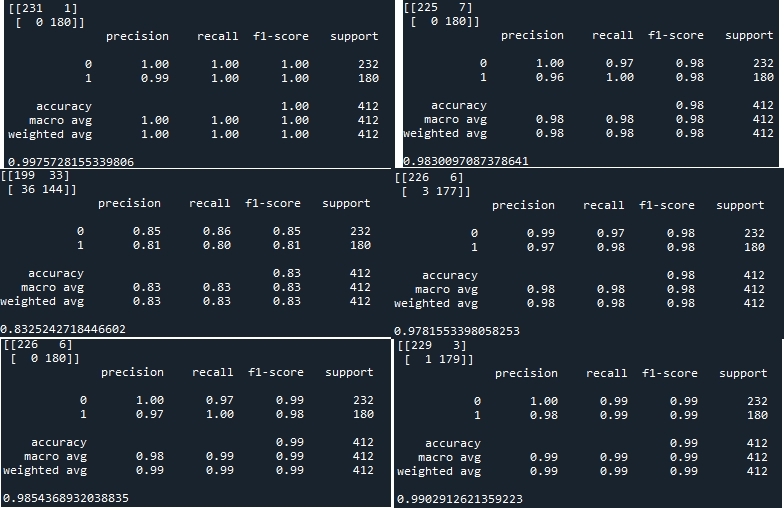 [[231   1]
 [  0 180]]
              precision    recall  f1-score   support

           0       1.00      1.00      1.00       232
           1       0.99      1.00      1.00       180

    accuracy                           1.00       412
   macro avg       1.00      1.00      1.00       412
weighted avg       1.00      1.00      1.00       412

0.9975728155339806
[[225   7]
 [  0 180]]
              precision    recall  f1-score   support

           0       1.00      0.97      0.98       232
           1       0.96      1.00      0.98       180

    accuracy                           0.98       412
   macro avg       0.98      0.98      0.98       412
weighted avg       0.98      0.98      0.98       412

0.9830097087378641
[[199  33]
 [ 36 144]]
              precision    recall  f1-score   support

           0       0.85      0.86      0.85       232
           1       0.81      0.80      0.81       180

    accuracy                           0.83       412
   macro avg       0.83      0.83      0.83       412
weighted avg       0.83      0.83      0.83       412

0.8325242718446602
[[226   6]
 [  3 177]]
              precision    recall  f1-score   support

           0       0.99      0.97      0.98       232
           1       0.97      0.98      0.98       180

    accuracy                           0.98       412
   macro avg       0.98      0.98      0.98       412
weighted avg       0.98      0.98      0.98       412

0.9781553398058253
[[226   6]
 [  0 180]]
              precision    recall  f1-score   support

           0       1.00      0.97      0.99       232
           1       0.97      1.00      0.98       180

    accuracy                           0.99       412
   macro avg       0.98      0.99      0.99       412
weighted avg       0.99      0.99      0.99       412

0.9854368932038835
[[229   3]
 [  1 179]]
              precision    recall  f1-score   support

           0       1.00      0.99      0.99       232
           1       0.98      0.99      0.99       180

    accuracy                           0.99       412
   macro avg       0.99      0.99      0.99       412
weighted avg       0.99      0.99      0.99       412

0.9902912621359223